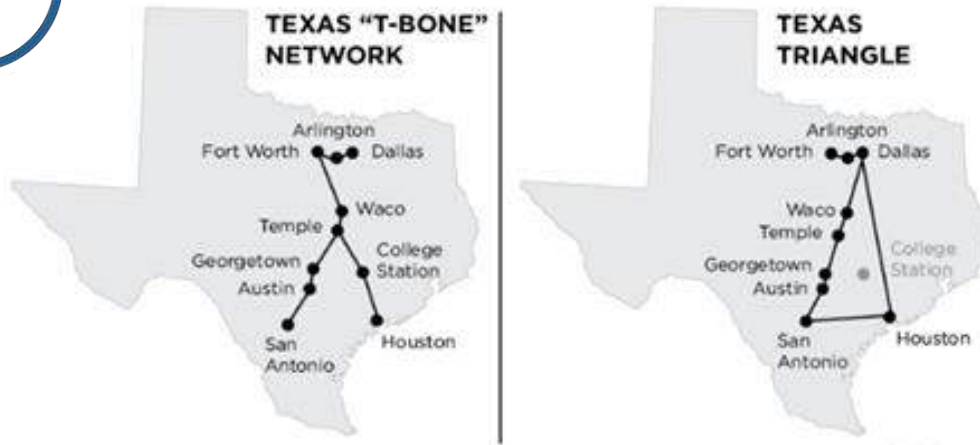 TEXAS “T-BONE”
NETWORK
Arlington
Fort Worth
Dallas
Waco
Temple
Georgetown
College
Station
Austin
San
Antonio
Houston
TEXAS
TRIANGLE
Arlington
Fort Worth
Dallas
Waco
Temple
College
Station
Georgetown
Austin
San
Antonio
Houston